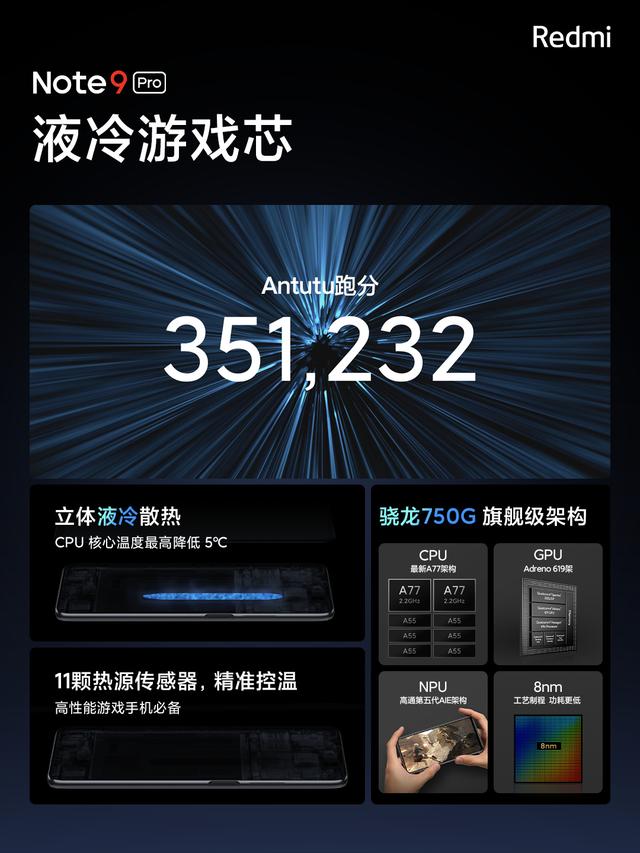 Redmi
Note9 Pro
液冷游戏芯
Antutu跑分
351,232
立体液冷散热
CPU 核心温度最高降低 5℃
11颗热源传感器，精准控温
高性能游戏手机必备
骁龙750G 旗舰级架构
CPU
最新A77架构
A77 A77
2.2GHz 2.2GHz
A55 A55
A55 A55
A55 A55
GPU
Adreno 619架
NPU
高通第五代AIE架构
8nm
工艺制程 功耗更低
8nm